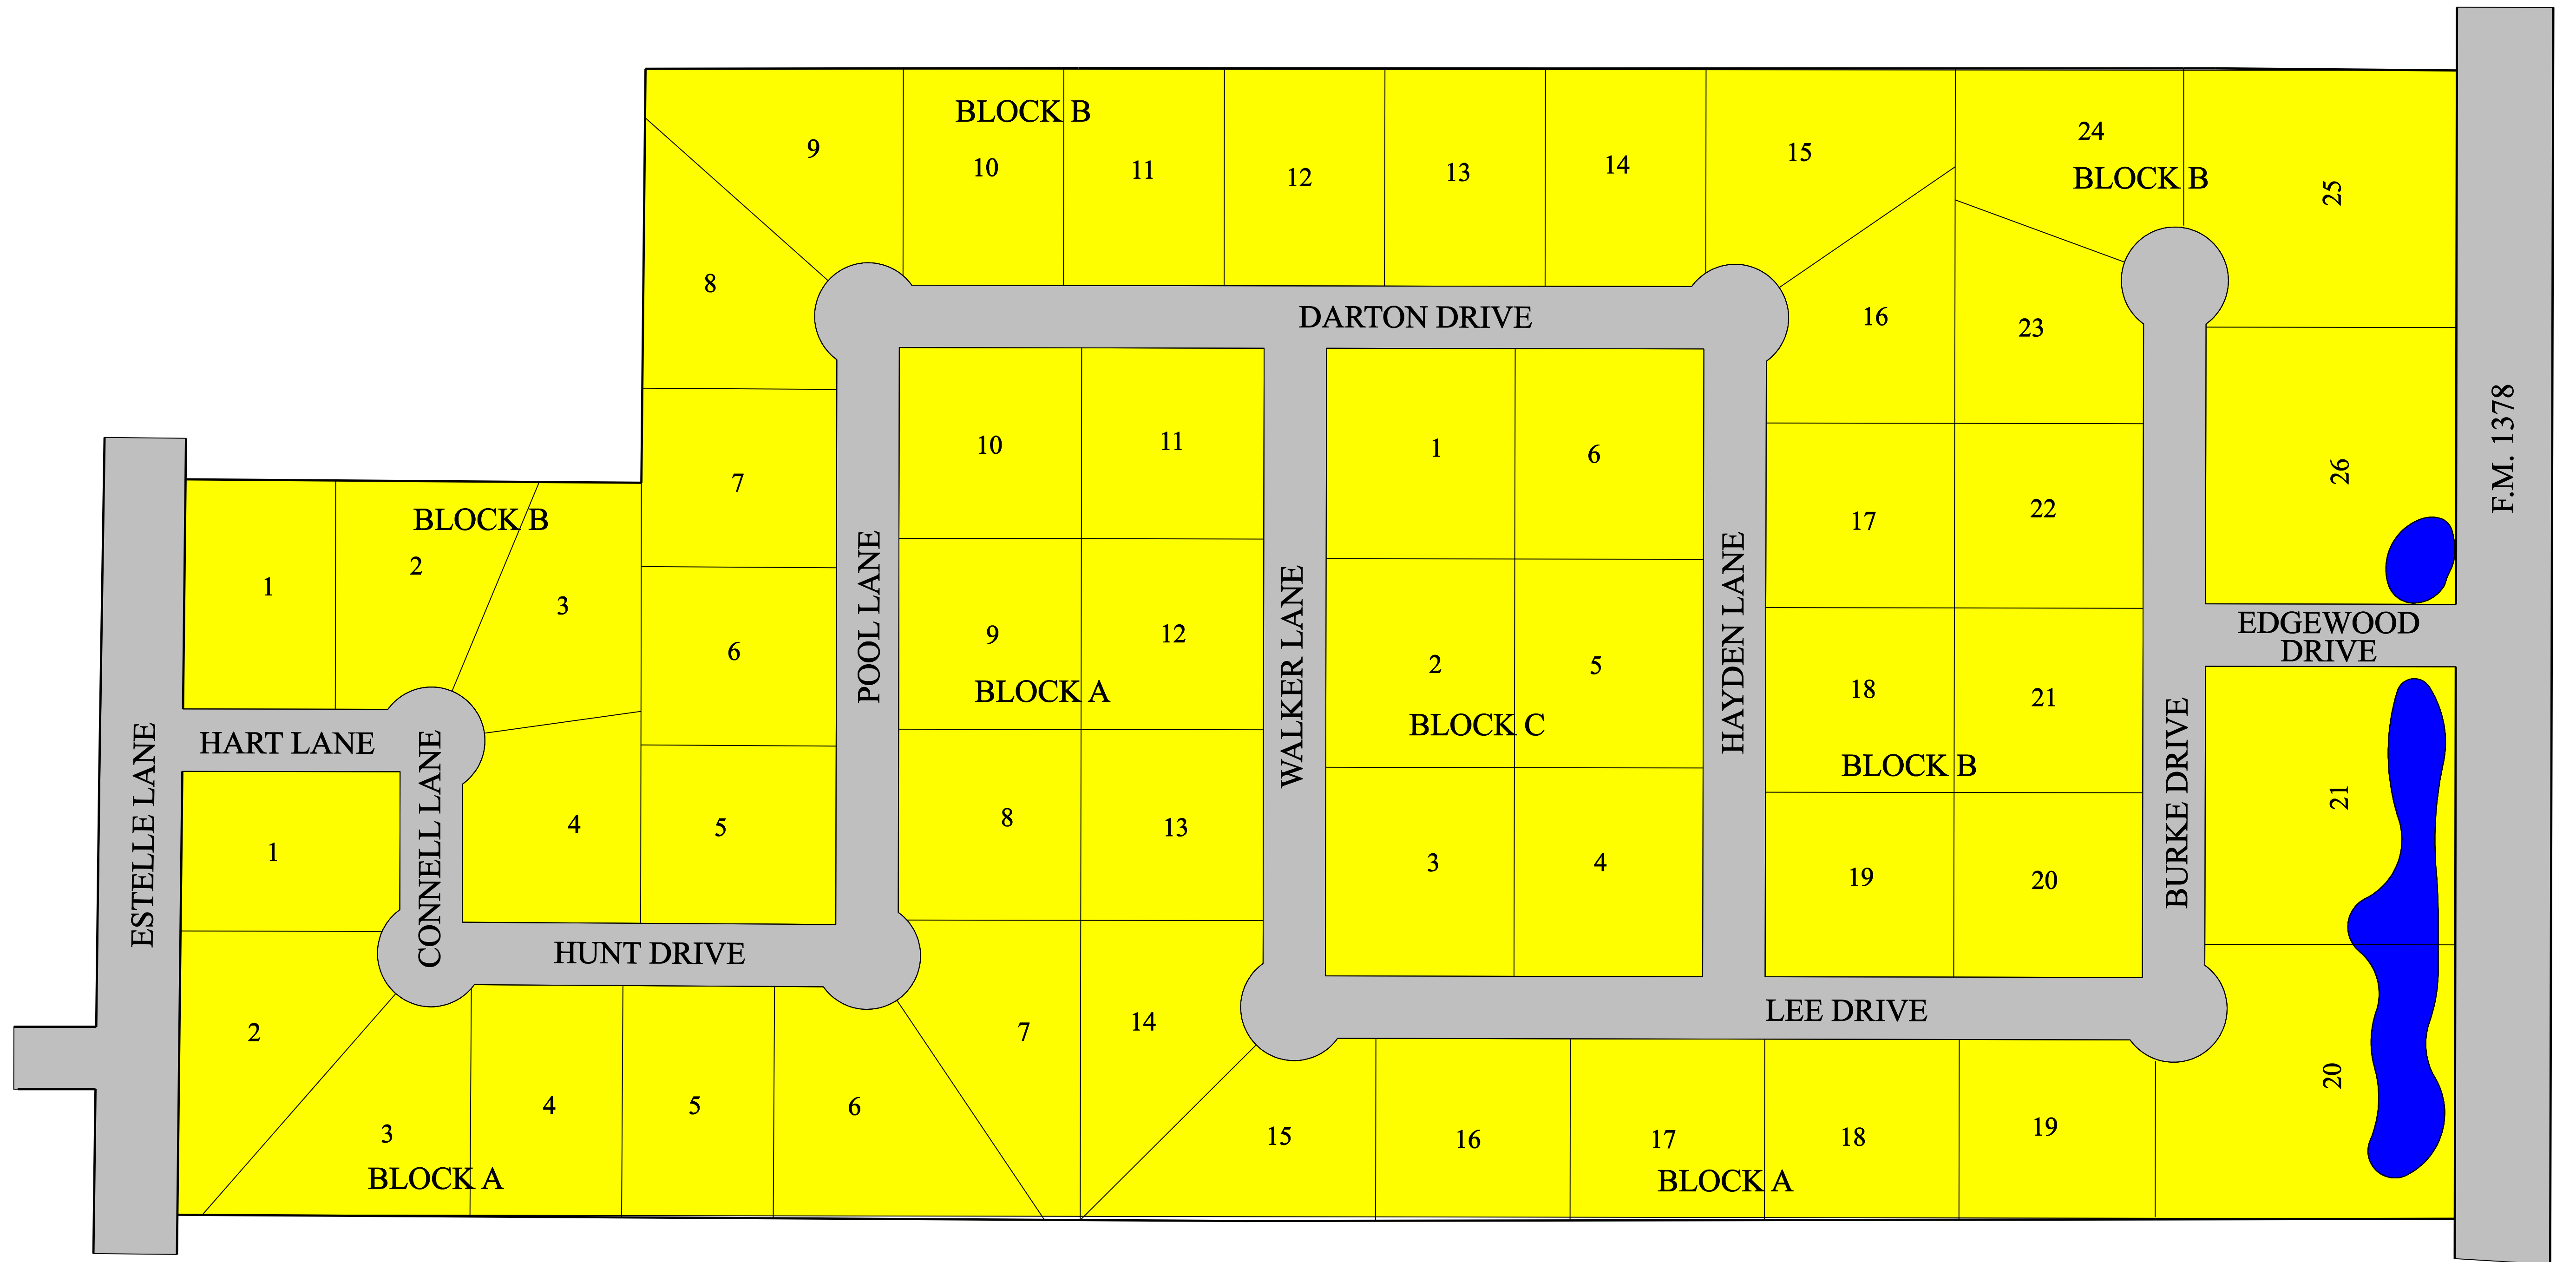 BLOCK B
9
10
11
12
13
14
15
24
BLOCK B
25
8
DARTON DRIVE
16
23
F.M. 1378
7
10
11
1
6
26
17
22
BLOCK B
1
2
3
6
POOL LANE
9
12
BLOCK A
WALKER LANE
2
5
BLOCK C
HAYDEN LANE
18
21
BLOCK B
EDGEWOOD
DRIVE
ESTELLE LANE
HART LANE
CONNELL LANE
1
4
5
8
13
3
4
19
20
BURKE DRIVE
21
HUNT DRIVE
LEE DRIVE
2
3
4
5
6
7
14
15
16
17
18
19
20
BLOCK A
BLOCK A